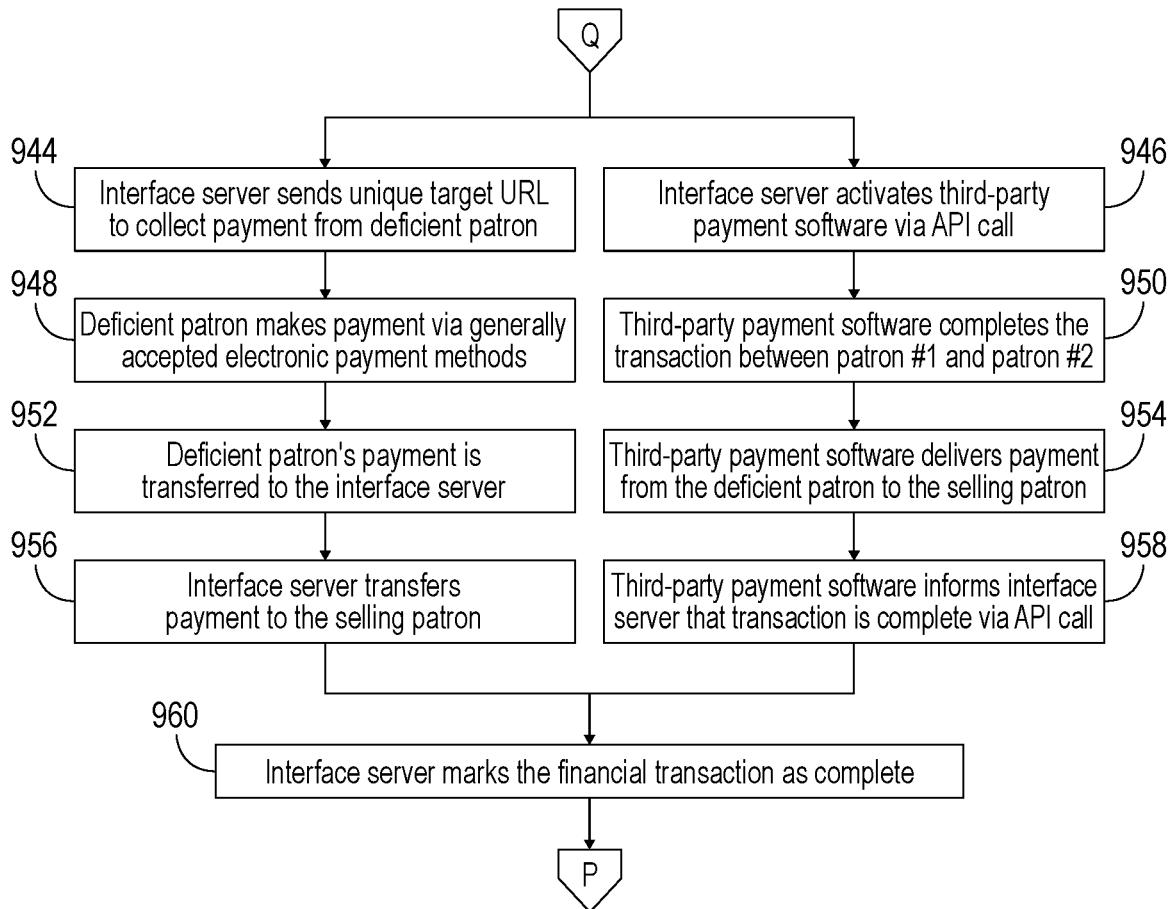 Q
944
Interface server sends unique target URL
to collect payment from deficient patron
946
Interface server activates third-party
payment software via API call
948
Deficient patron makes payment via generally
accepted electronic payment methods
950
Third-party payment software completes the
transaction between patron #1 and patron #2
952
Deficient patron's payment is
transferred to the interface server
954
Third-party payment software delivers payment
from the deficient patron to the selling patron
956
Interface server transfers
payment to the selling patron
958
Third-party payment software informs interface
server that transaction is complete via API call
960
Interface server marks the financial transaction as complete
P